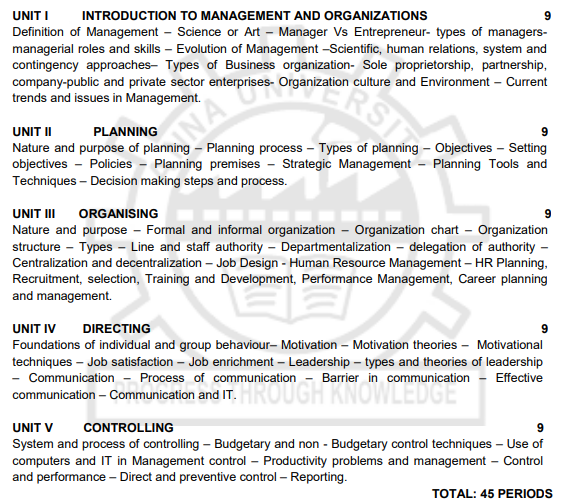 UNIT I INTRODUCTION TO MANAGEMENT AND ORGANIZATIONS 9
Definition of Management – Science or Art – Manager Vs Entrepreneur- types of managers-
managerial roles and skills – Evolution of Management –Scientific, human relations, system and
contingency approaches– Types of Business organization- Sole proprietorship, partnership,
company-public and private sector enterprises- Organization culture and Environment – Current
trends and issues in Management.
UNIT II PLANNING 9
Nature and purpose of planning – Planning process – Types of planning – Objectives – Setting
objectives – Policies – Planning premises – Strategic Management – Planning Tools and
Techniques – Decision making steps and process.
UNIT III ORGANISING 9
Nature and purpose – Formal and informal organization – Organization chart – Organization
structure – Types – Line and staff authority – Departmentalization – delegation of authority –
Centralization and decentralization – Job Design - Human Resource Management – HR Planning,
Recruitment, selection, Training and Development, Performance Management, Career planning
and management.
UNIT IV DIRECTING 9
Foundations of individual and group behaviour– Motivation – Motivation theories – Motivational
techniques – Job satisfaction – Job enrichment – Leadership – types and theories of leadership
– Communication – Process of communication – Barrier in communication – Effective
communication – Communication and IT.
PROGRESS THROUGH KNOWLEDGE
UNIT V CONTROLLING 9
System and process of controlling – Budgetary and non - Budgetary control techniques – Use of
computers and IT in Management control – Productivity problems and management – Control
and performance – Direct and preventive control – Reporting.
TOTAL: 45 PERIODS